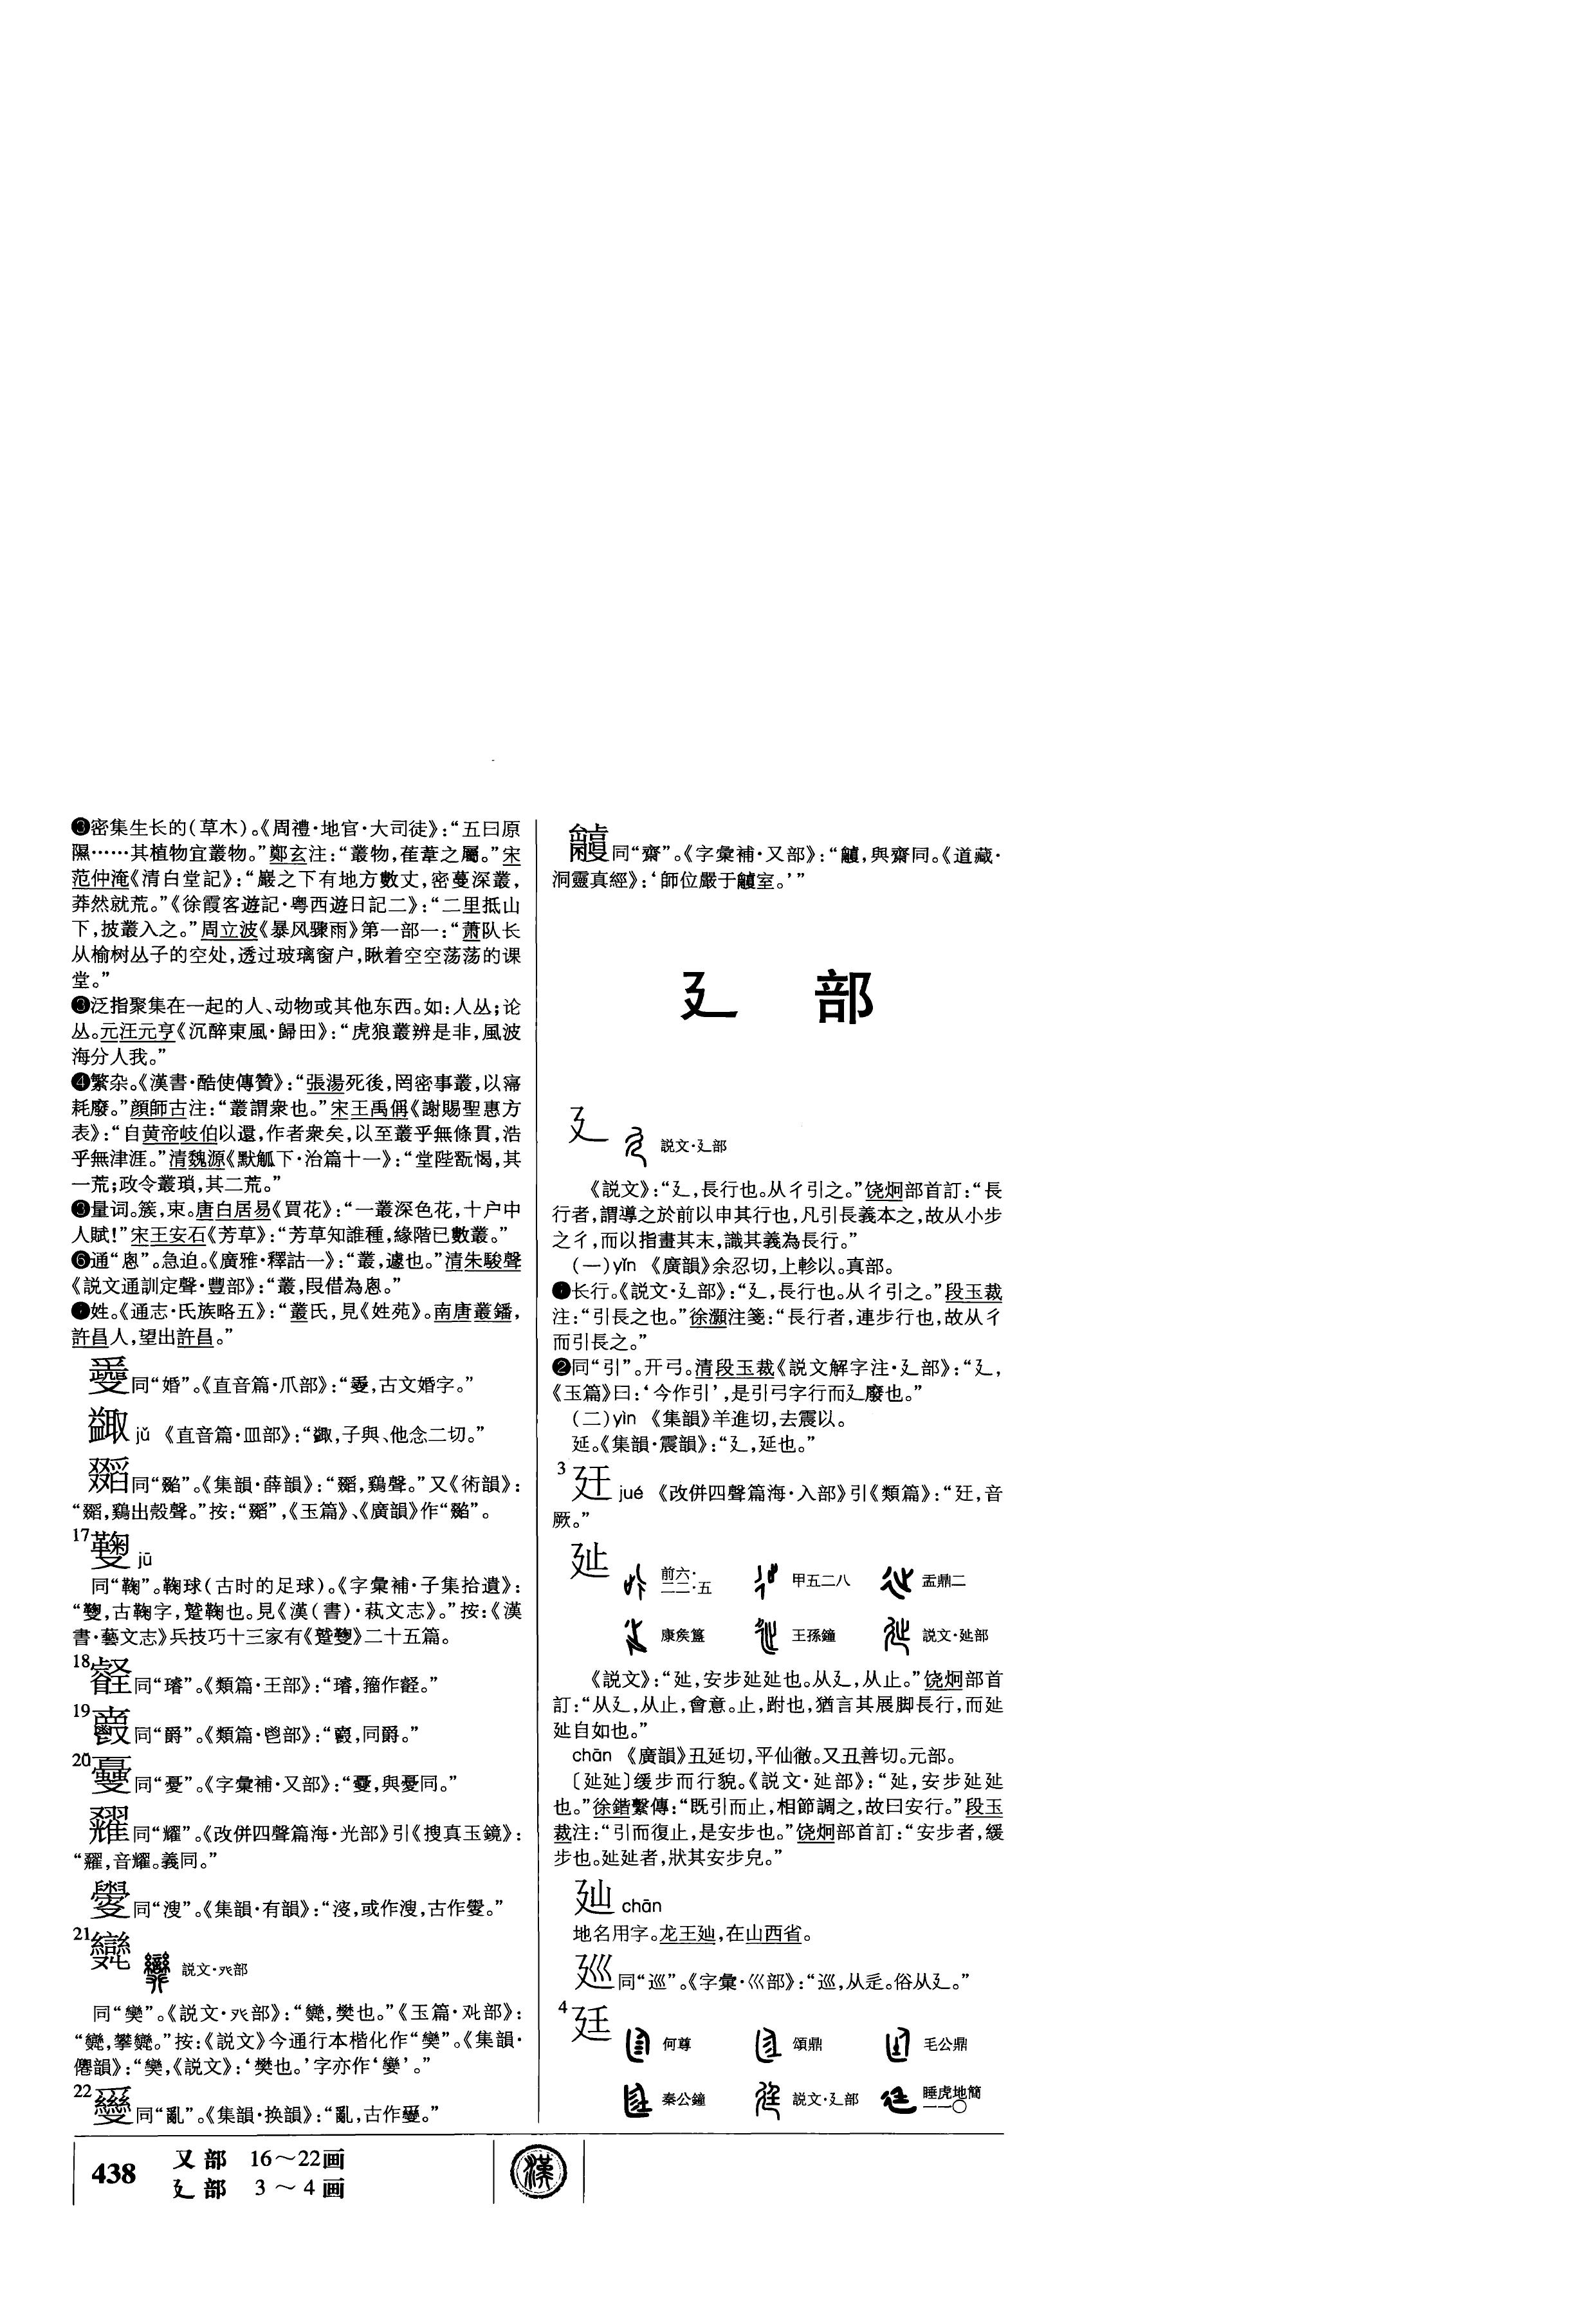 ❸密集生长的(草木)。《周禮·地官·大司徒》:“五曰原
隰……其植物宜叢物。”鄭玄注:“叢物,萑葦之屬。”宋
范仲淹《清白堂記》:“巖之下有地方數丈,密蔓深叢,
莽然就荒。”《徐霞客遊記·粤西遊日記二》:“二里抵山
下,披叢入之。”周立波《暴风骤雨》第一部一:“萧队长
从榆树丛子的空处,透过玻璃窗户,瞅着空空荡荡的课
堂。”
❸泛指聚集在一起的人、动物或其他东西。如:人丛;论
丛。元汪元亨《沉醉東風·歸田》:“虎狼叢辨是非,風波
海分人我。”
❹繁杂。《漢書·酷使傳贊》:“張湯死後,罔密事叢,以寖
耗廢。”顔師古注:“叢謂衆也。”宋王禹偁《謝賜聖惠方
表》:“自黄帝岐伯以還,作者衆矣,以至叢乎無條貫,浩
乎無津涯。”清魏源《默觚下·治篇十一》:“堂陛翫愒,其
一荒;政令叢瑣,其二荒。”
❸量词。簇,束。唐白居易《買花》:“一叢深色花,十户中
人賦!”宋王安石《芳草》:“芳草知誰種,緣階已數叢。”
❻通“悤”。急迫。《廣雅·釋詁一》:“叢,遽也。”清朱駿聲
《説文通訓定聲·豐部》:“叢,叚借為悤。”
姓。《通志·氏族略五》:“叢氏,見《姓苑》。南唐叢鐇,
許昌人,望出許昌。”
同“婚”。《直音篇·爪部》:“,古文婚字。”
jǔ 《直音篇·皿部》:“,子與、他念二切。”
同“”。《集韻·薛韻》:“,鷄聲。”又《術韻》:
“,鷄出殻聲。”按:“”,《玉篇》、《廣韻》作“”。
17 jū
同“鞠”。鞠球(古时的足球)。《字彙補·子集拾遺》:
“,古鞠字,蹵鞠也。見《漢(書)·萟文志》。”按:《漢
書·藝文志》兵技巧十三家有《蹵》二十五篇。
18 同“璿”。《類篇·王部》:“璿,籀作叡。”
19 同“爵”。《類篇·鬯部》:“,同爵。”
20 同“憂”。《字彙補·又部》:“,與憂同。”
同“耀”。《改併四聲篇海·光部》引《搜真玉鏡》:
“,音耀。義同。”
同“溲”。《集韻·有韻》:“浚,或作溲,古作。”
21 説文·𠬜部
同“樊”。《説文·𠬜部》:“,樊也。”《玉篇·部》:
“,攀。”按:《説文》今通行本楷化作“”。《集韻·
僊韻》:“,《説文》:‘樊也。’字亦作‘’。”
22 同“亂”。《集韻·换韻》:“亂,古作。”
同“齋”。《字彙補·又部》:“,與齋同。《道藏·
洞靈真經》:‘師位嚴于室。’”
廴 部
廴 説文·廴部
《説文》:“廴,長行也。从彳引之。”饶炯部首訂:“長
行者,謂導之於前以申其行也,凡引長義本之,故从小步
之彳,而以指畫其末,識其義為長行。”
(一)yǐn 《廣韻》余忍切,上軫以。真部。
❶长行。《説文·廴部》:“廴,長行也。从彳引之。”段玉裁
注:“引長之也。”徐灝注箋:“長行者,連步行也,故从彳
而引長之。”
❷同“引”。开弓。清段玉裁《説文解字注·廴部》:“廴,
《玉篇》曰:‘今作引’,是引弓字行而廴廢也。”
(二)yìn 《集韻》羊進切,去震以。
延。《集韻·震韻》:“廴,延也。”
3 jué 《改併四聲篇海·入部》引《類篇》:“,音
厥。”
㢟 前六·二二·五 甲五二八 盂鼎二
康矦簋 王孫鐘 説文·㢟部
《説文》:“㢟,安步㢟㢟也。从廴,从止。”饶炯部首
訂:“从廴,从止,會意。止,跗也,猶言其展脚長行,而㢟
㢟自如也。”
chān 《廣韻》丑延切,平仙徹。又丑善切。元部。
〔㢟㢟〕缓步而行貌。《説文·㢟部》:“㢟,安步㢟㢟
也。”徐鍇繫傳:“既引而止,相節調之,故曰安行。”段玉
裁注:“引而復止,是安步也。”饶炯部首訂:“安步者,緩
步也。㢟㢟者,狀其安步皃。”
辿 chān
地名用字。龙王辿,在山西省。
廵 同“巡”。《字彙·巛部》:“巡,从辵。俗从廴。”
4 廷 何尊 頌鼎 毛公鼎
秦公鐘 説文·廴部 睡虎地簡一一〇
438 又部 16～22画
廴部 3～4画
漢